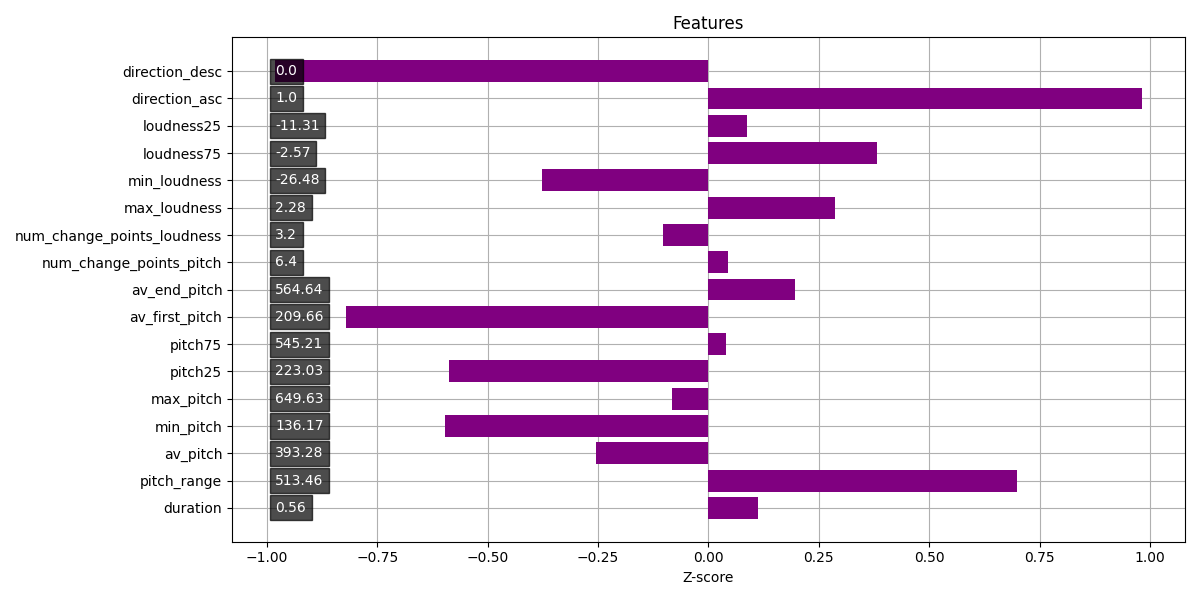 Features
direction_desc 0.0
direction_asc 1.0
loudness25 -11.31
loudness75 -2.57
min_loudness -26.48
max_loudness 2.28
num_change_points_loudness 3.2
num_change_points_pitch 6.4
av_end_pitch 564.64
av_first_pitch 209.66
pitch75 545.21
pitch25 223.03
max_pitch 649.63
min_pitch 136.17
av_pitch 393.28
pitch_range 513.46
duration 0.56
−1.00 −0.75 −0.50 −0.25 0.00 0.25 0.50 0.75 1.00
Z-score